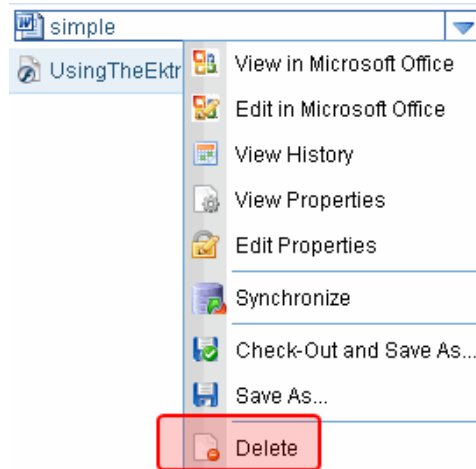 simple
UsingTheEktr
View in Microsoft Office
Edit in Microsoft Office
View History
View Properties
Edit Properties
Synchronize
Check-Out and Save As...
Save As...
Delete